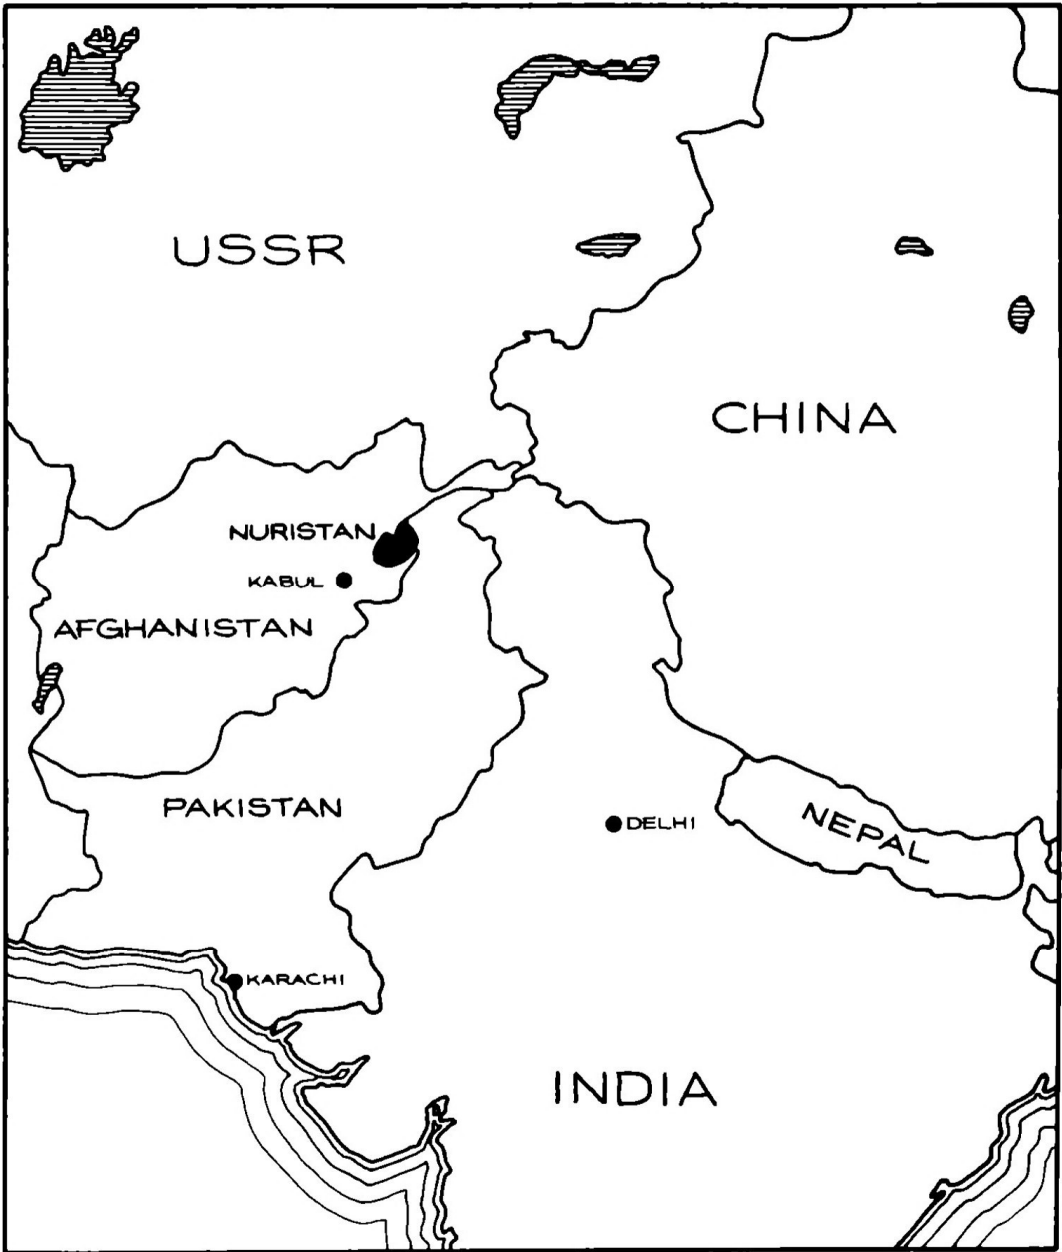 USSR
CHINA
NURISTAN
KABUL
AFGHANISTAN
PAKISTAN
DELHI
NEPAL
KARACHI
INDIA